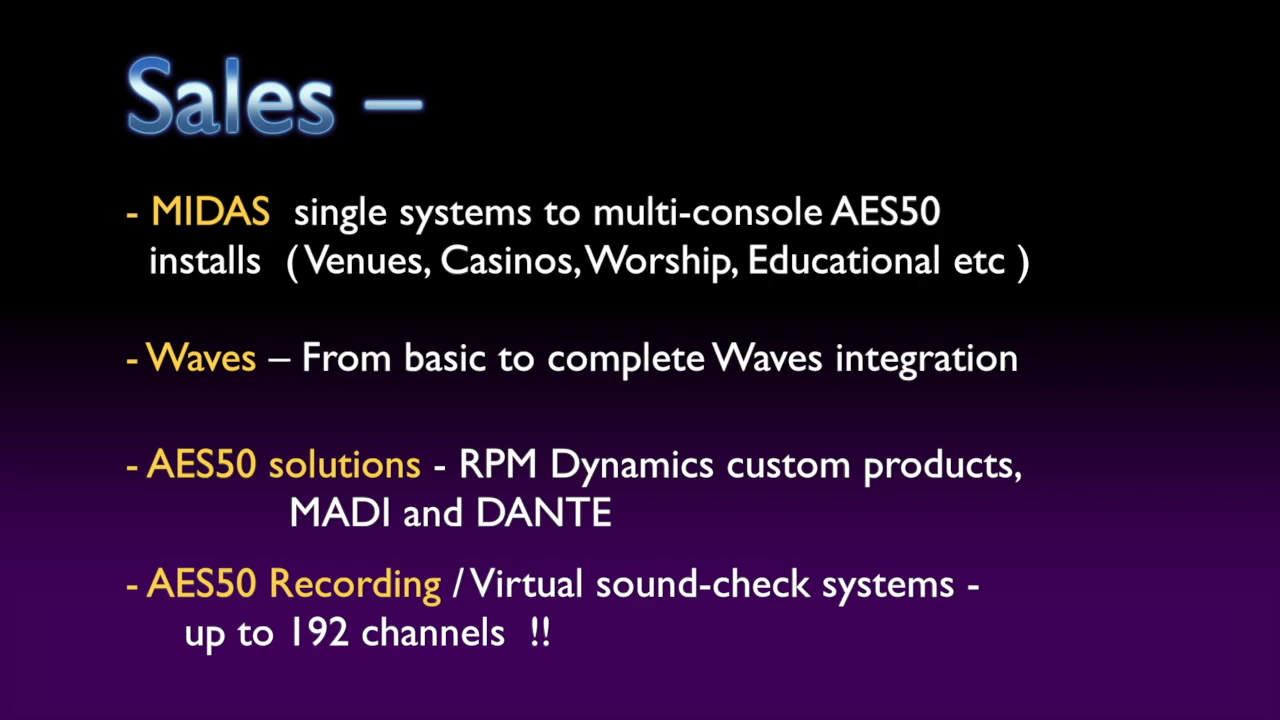 Sales –
- MIDAS single systems to multi-console AES50
installs ( Venues, Casinos, Worship, Educational etc )
- Waves – From basic to complete Waves integration
- AES50 solutions - RPM Dynamics custom products,
MADI and DANTE
- AES50 Recording / Virtual sound-check systems -
up to 192 channels !!